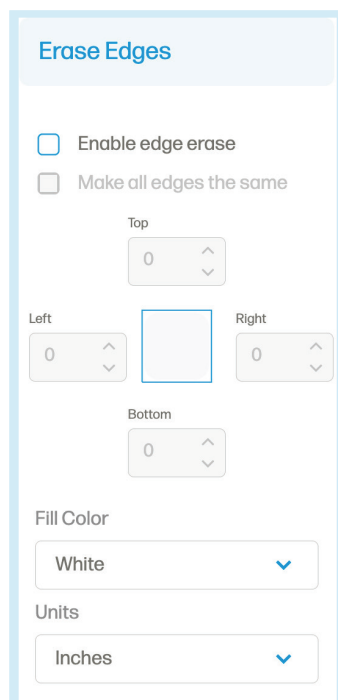 Erase Edges
Enable edge erase
Make all edges the same
Top
0
Left
Right
0
0
Bottom
0
Fill Color
White
Units
Inches